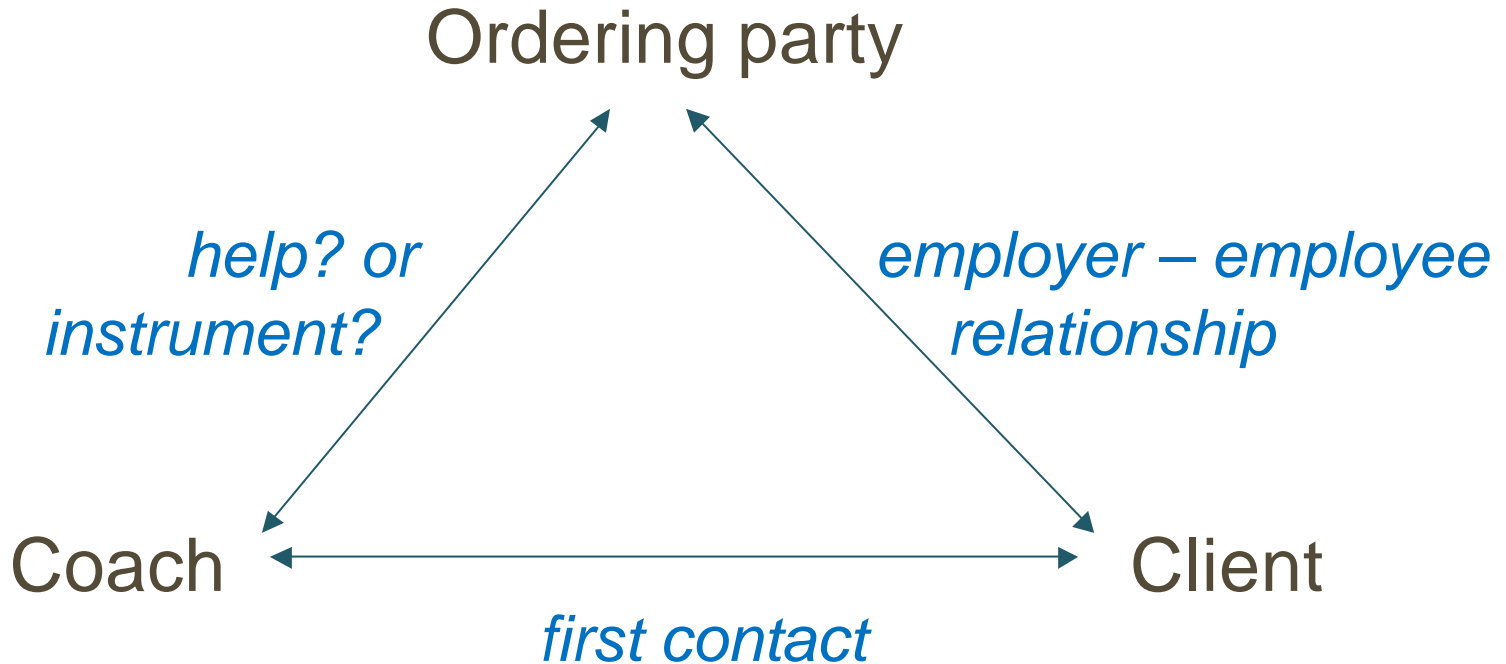 Ordering party
help? or
instrument?
employer – employee
relationship
Coach
Client
first contact